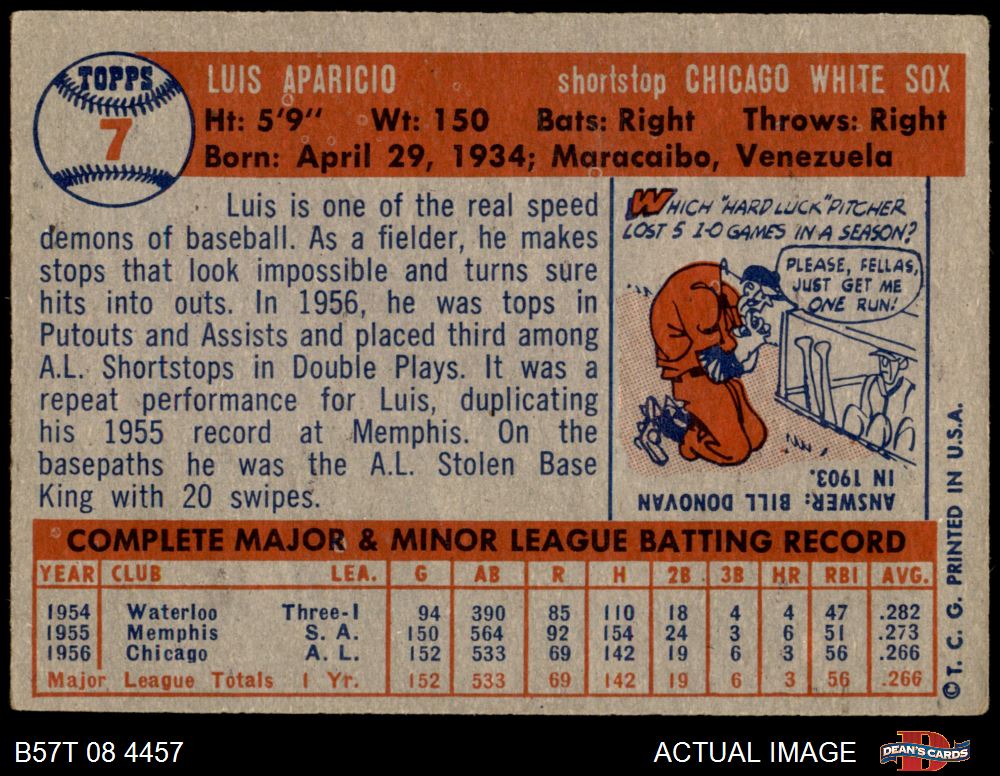 TOPPS
7
LUIS APARICIO shortstop CHICAGO WHITE SOX
Ht: 5'9" Wt: 150 Bats: Right Throws: Right
Born: April 29, 1934; Maracaibo, Venezuela
Luis is one of the real speed
demons of baseball. As a fielder, he makes
stops that look impossible and turns sure
hits into outs. In 1956, he was tops in
Putouts and Assists and placed third among
A.L. Shortstops in Double Plays. It was a
repeat performance for Luis, duplicating
his 1955 record at Memphis. On the
basepaths he was the A.L. Stolen Base
King with 20 swipes.
WHICH "HARD LUCK" PITCHER
LOST 5 1-0 GAMES IN A SEASON?
PLEASE, FELLAS,
JUST GET ME
ONE RUN!
ANSWER: BILL DONOVAN
IN 1903.
COMPLETE MAJOR & MINOR LEAGUE BATTING RECORD
YEAR CLUB LEA. G AB R H 2B 3B HR RBI AVG.
1954 Waterloo Three-I 94 390 85 110 18 4 4 47 .282
1955 Memphis S. A. 150 564 92 154 24 3 6 51 .273
1956 Chicago A. L. 152 533 69 142 19 6 3 56 .266
Major League Totals 1 Yr. 152 533 69 142 19 6 3 56 .266
© T. C. G. PRINTED IN U.S.A.
B57T 08 4457 ACTUAL IMAGE DEAN'S CARDS